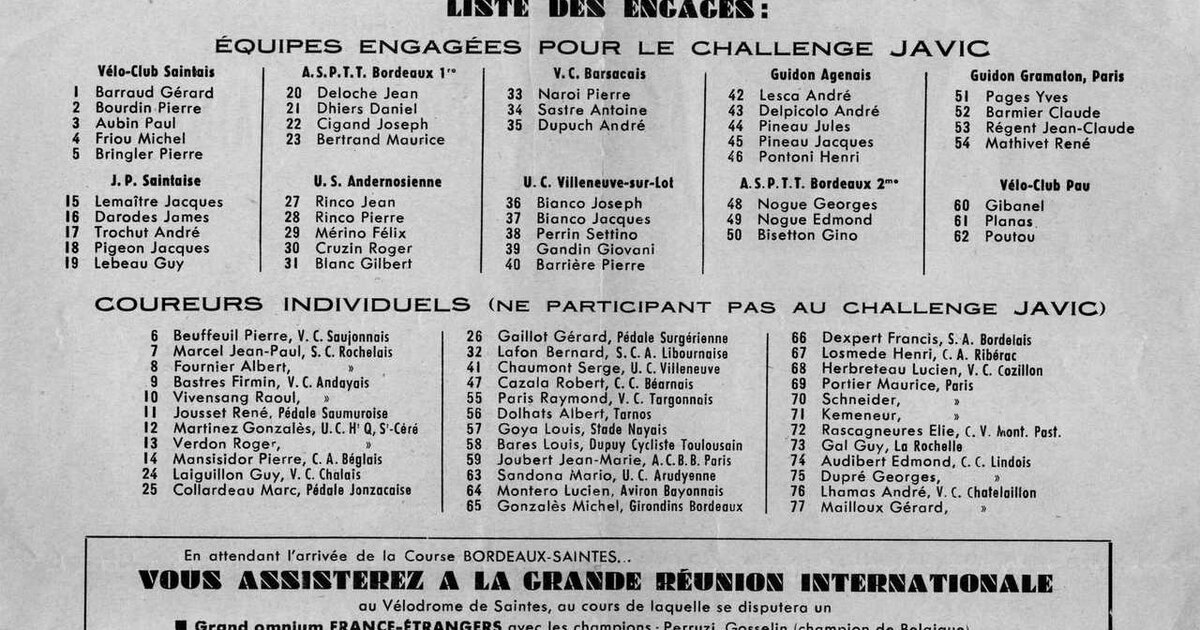 LISTE DES ENGAGÉS :
ÉQUIPES ENGAGÉES POUR LE CHALLENGE JAVIC
Vélo-Club Saintais
1 Barraud Gérard
2 Bourdin Pierre
3 Aubin Paul
4 Friou Michel
5 Bringler Pierre
A.S.P.T.T. Bordeaux 1re
20 Deloche Jean
21 Dhiers Daniel
22 Cigand Joseph
23 Bertrand Maurice
V.C. Barsacais
33 Naroi Pierre
34 Sastre Antoine
35 Dupuch André
Guidon Agenais
42 Lesca André
43 Delpicolo André
44 Pineau Jules
45 Pineau Jacques
46 Pontoni Henri
Guidon Gramaton, Paris
51 Pages Yves
52 Barmier Claude
53 Régent Jean-Claude
54 Mathivet René
J.P. Saintaise
15 Lemaître Jacques
16 Darodes James
17 Trochut André
18 Pigeon Jacques
19 Lebeau Guy
U.S. Andernosienne
27 Rinco Jean
28 Rinco Pierre
29 Mérino Félix
30 Cruzin Roger
31 Blanc Gilbert
U.C. Villeneuve-sur-Lot
36 Bianco Joseph
37 Bianco Jacques
38 Perrin Settino
39 Gandin Giovani
40 Barrière Pierre
A.S.P.T.T. Bordeaux 2me
48 Nogue Georges
49 Nogue Edmond
50 Bisetton Gino
Vélo-Club Pau
60 Gibanel
61 Planas
62 Poutou
COUREURS INDIVIDUELS (NE PARTICIPANT PAS AU CHALLENGE JAVIC)
6 Beuffeuil Pierre, V.C. Saujonnais
7 Marcel Jean-Paul, S.C. Rochelais
8 Fournier Albert, »
9 Bastres Firmin, V.C. Andayais
10 Vivensang Raoul, »
11 Jousset René, Pédale Saumuroise
12 Martinez Gonzalès, U.C. Ht Q, St-Céré
13 Verdon Roger, »
14 Mansisidor Pierre, C.A. Béglais
24 Laiguillon Guy, V.C. Chalais
25 Collardeau Marc, Pédale Jonzacaise
26 Gaillot Gérard, Pédale Surgérienne
32 Lafon Bernard, S.C.A. Libournaise
41 Chaumont Serge, U.C. Villeneuve
47 Cazala Robert, C.C. Béarnais
55 Paris Raymond, V.C. Targonnais
56 Dolhats Albert, Tarnos
57 Goya Louis, Stade Nayais
58 Bares Louis, Dupuy Cycliste Toulousain
59 Joubert Jean-Marie, A.C.B.B. Paris
63 Sandona Mario, U.C. Arudyenne
64 Montero Lucien, Aviron Bayonnais
65 Gonzalès Michel, Girondins Bordeaux
66 Dexpert Francis, S.A. Bordelais
67 Losmede Henri, C.A. Ribérac
68 Herbreteau Lucien, V.C. Cozillon
69 Portier Maurice, Paris
70 Schneider, »
71 Kemeneur, »
72 Rascagneures Elie, C.V. Mont. Past.
73 Gal Guy, La Rochelle
74 Audibert Edmond, C.C. Lindois
75 Dupré Georges, »
76 Lhamas André, V.C. Chatelaillon
77 Mailloux Gérard, »
En attendant l'arrivée de la Course BORDEAUX-SAINTES...
VOUS ASSISTEREZ A LA GRANDE RÉUNION INTERNATIONALE
au Vélodrome de Saintes, au cours de laquelle se disputera un
■ Grand omnium FRANCE-ÉTRANGERS avec les champions : Perruzi, Gosselin (champion de Belgique)